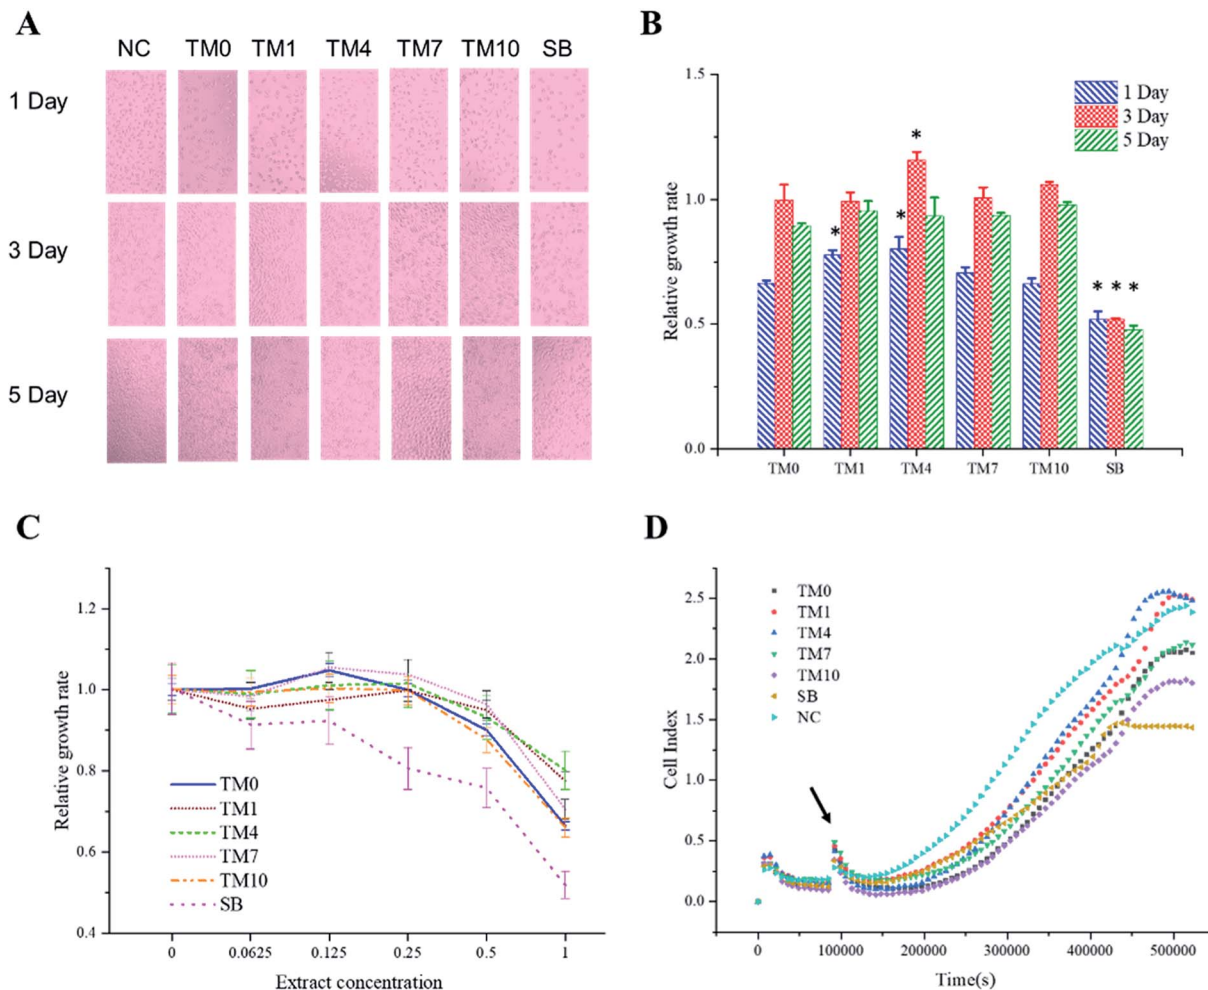 A
NC TM0 TM1 TM4 TM7 TM10 SB
1 Day
3 Day
5 Day
B
1.5
1.0
0.5
0.0
Relative growth rate
1 Day
3 Day
5 Day
*
*
*
* * *
TM0 TM1 TM4 TM7 TM10 SB
C
1.2
1.0
0.8
0.6
0.4
Relative growth rate
TM0
TM1
TM4
TM7
TM10
SB
0 0.0625 0.125 0.25 0.5 1
Extract concentration
D
2.5
2.0
1.5
1.0
0.5
0.0
Cell Index
TM0
TM1
TM4
TM7
TM10
SB
NC
0 100000 200000 300000 400000 500000
Time(s)